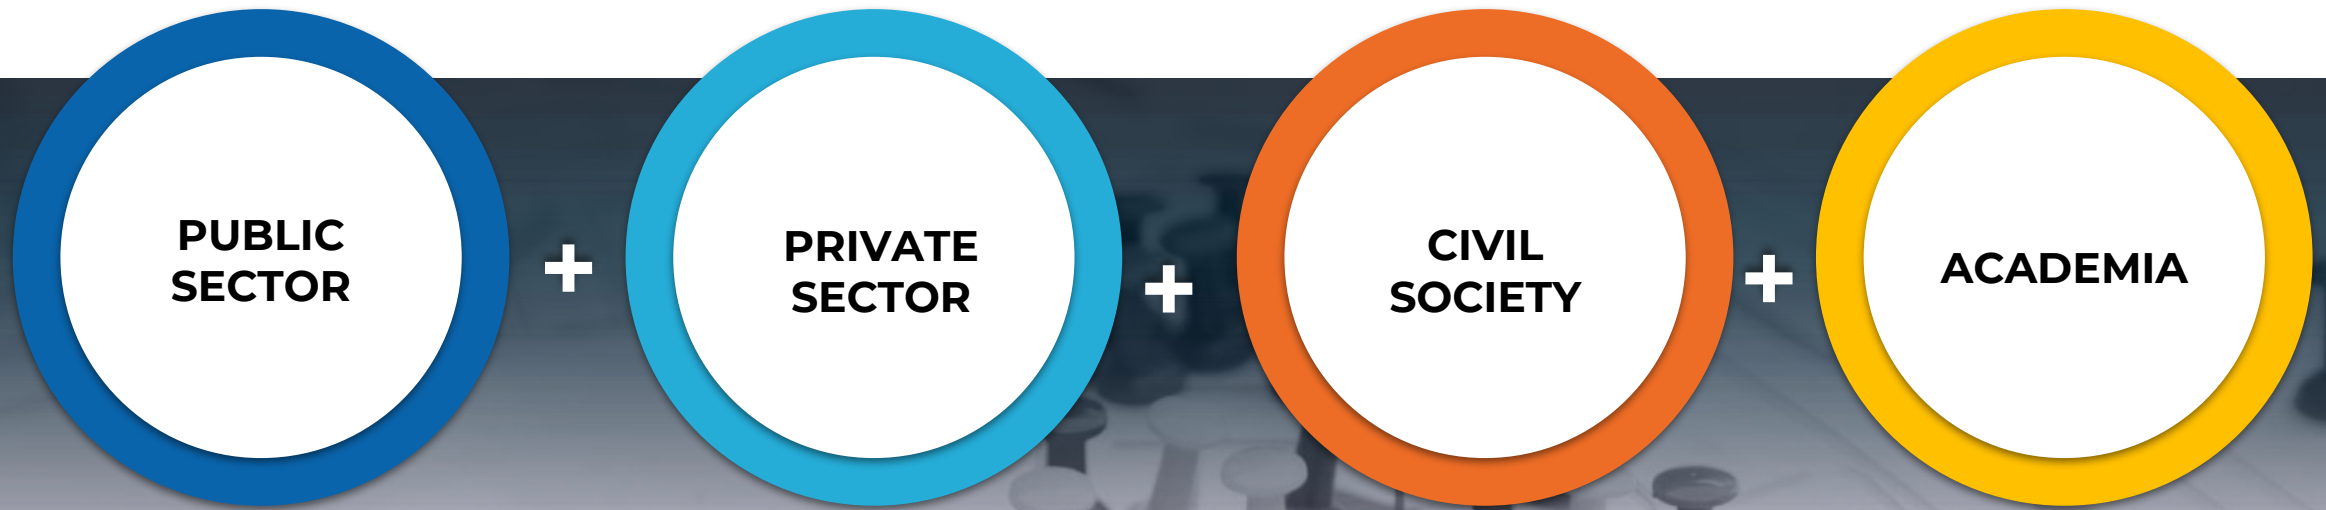 PUBLIC
SECTOR
+
PRIVATE
SECTOR
+
CIVIL
SOCIETY
+
ACADEMIA